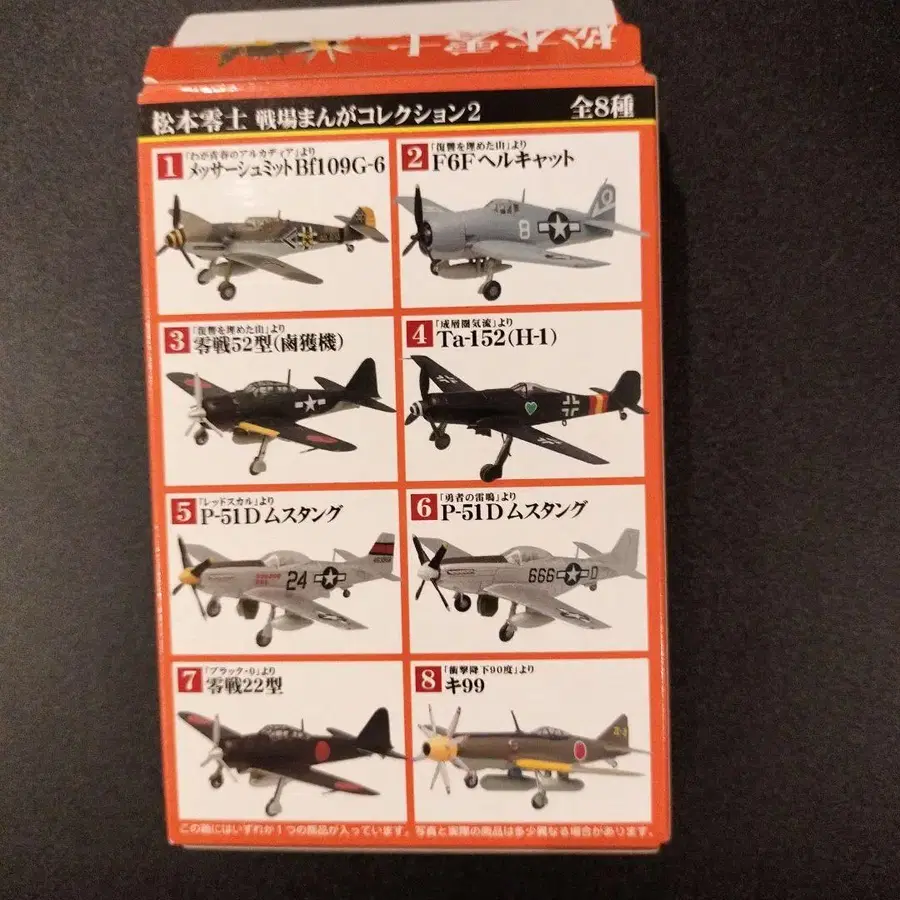 松本零士
松本零士 戦場まんがコレクション2 全8種
1
「わが青春のアルカディア」より
メッサーシュミットBf109G-6
2
「復讐を埋めた山」より
F6Fヘルキャット
8
3
「復讐を埋めた山」より
零戦52型(鹵獲機)
4
「成層圏気流」より
Ta-152(H-1)
5
「レッドスカル」より
P-51Dムスタング
24
6
「勇者の雷鳴」より
P-51Dムスタング
666 D
7
「ブラック・0」より
零戦22型
8
「衝撃降下90度」より
キ99
この箱にはいずれか1つの商品が入っています。写真と実際の商品は多少異なる場合があります。